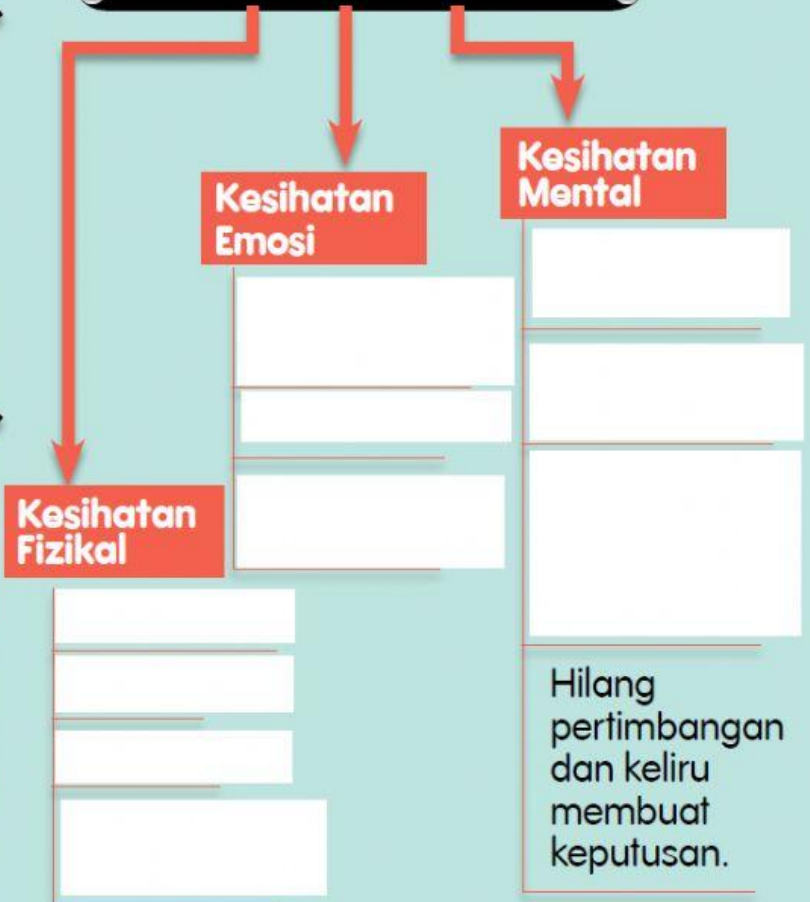 Kesihatan
Mental
Kesihatan
Emosi
Kesihatan
Fizikal
Hilang
pertimbangan
dan keliru
membuat
keputusan.